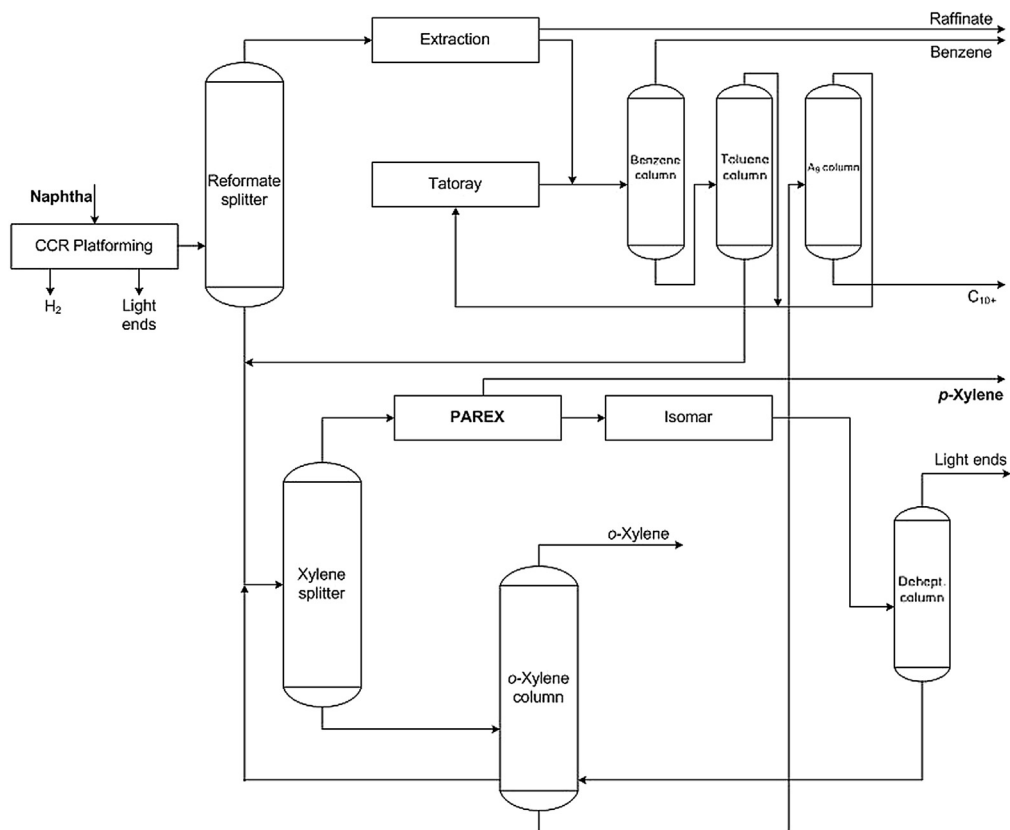 Raffinate
Extraction
Benzene
Reformate
splitter
Benzene
column
Toluene
column
A₉ column
Tatoray
Naphtha
CCR Platforming
H₂
Light
ends
C₁₀₊
p-Xylene
PAREX
Isomar
Light ends
o-Xylene
Xylene
splitter
Dehept.
column
o-Xylene
column